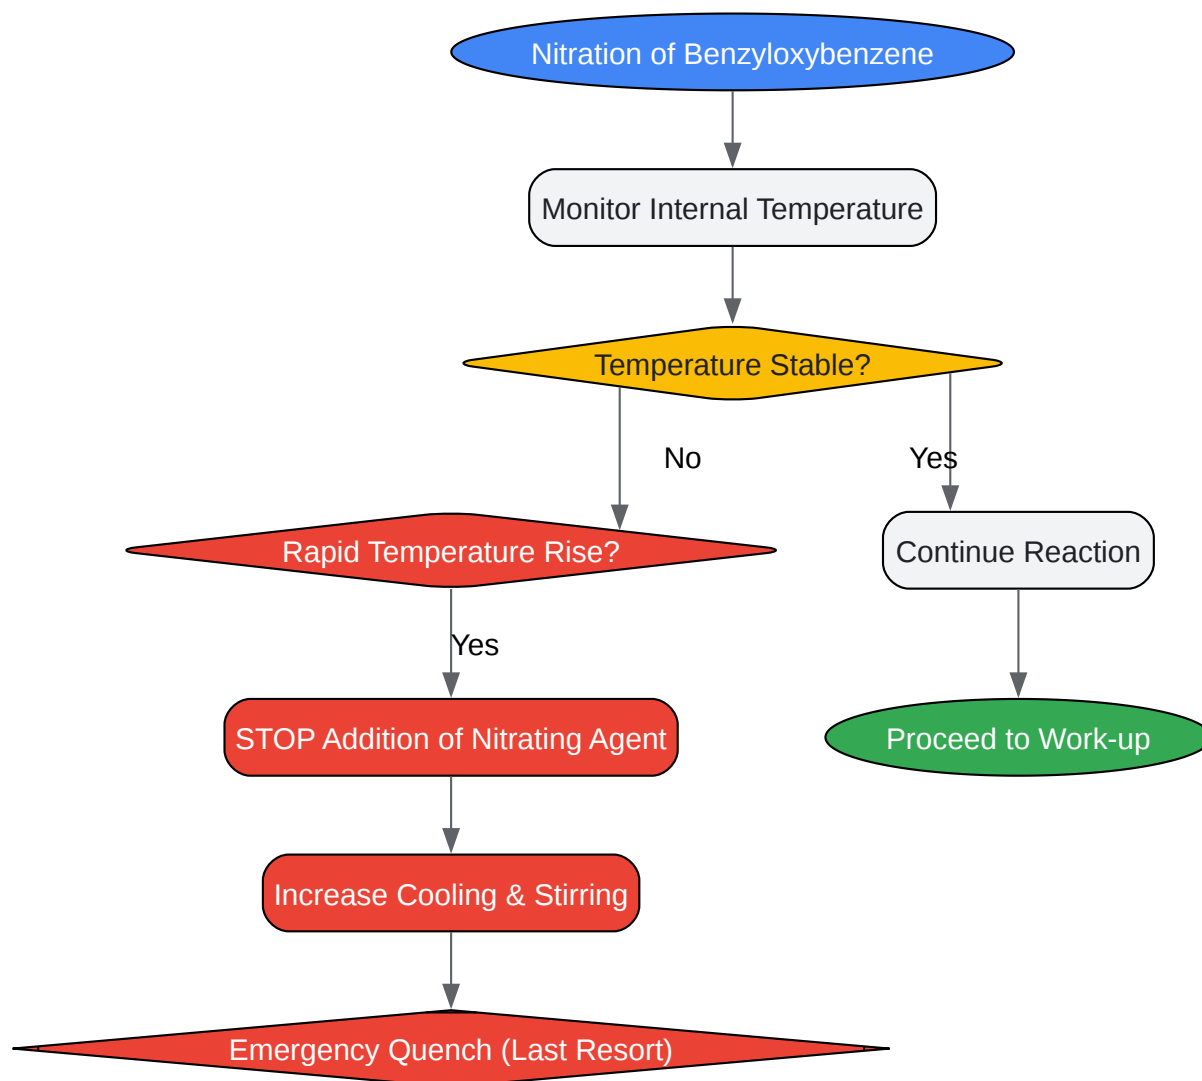 Nitration of Benzyloxybenzene
Monitor Internal Temperature
Temperature Stable?
No
Yes
Rapid Temperature Rise?
Continue Reaction
Yes
STOP Addition of Nitrating Agent
Proceed to Work-up
Increase Cooling & Stirring
Emergency Quench (Last Resort)